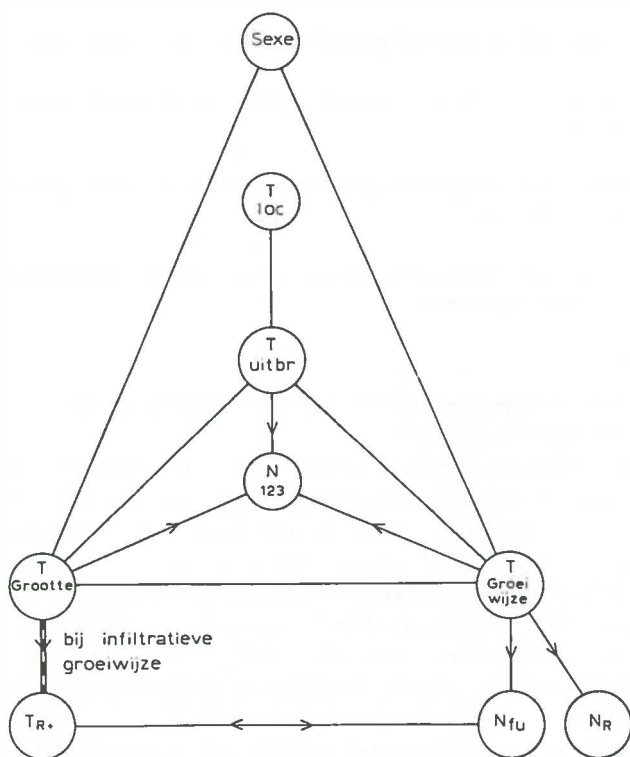 Sexe
T
loc
T
uitbr
N
123
T
Grootte
T
Groei
wijze
bij infiltratieve
groeiwijze
TR+
Nfu
NR